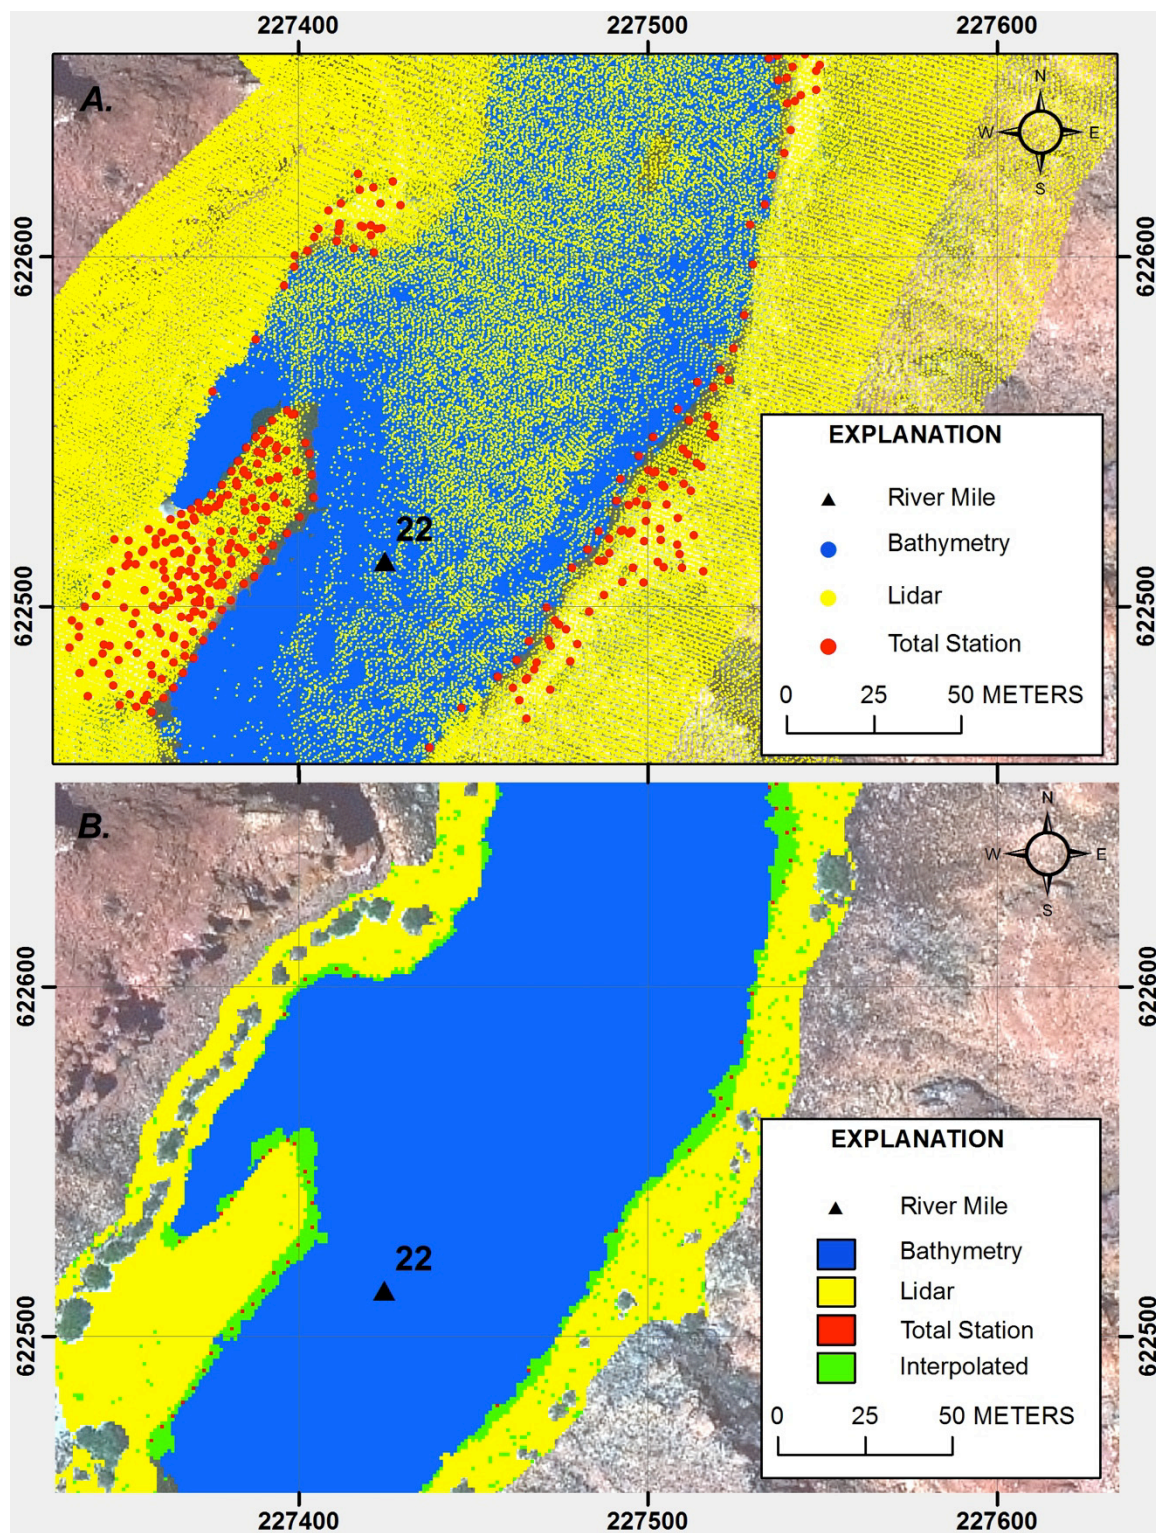 227400 227500 227600
A.
N
W E
S
622600 622600
EXPLANATION
River Mile
Bathymetry
Lidar
Total Station
0 25 50 METERS
22
622500 622500
B.
N
W E
S
622600 622600
EXPLANATION
River Mile
Bathymetry
Lidar
Total Station
Interpolated
0 25 50 METERS
22
622500 622500
227400 227500 227600